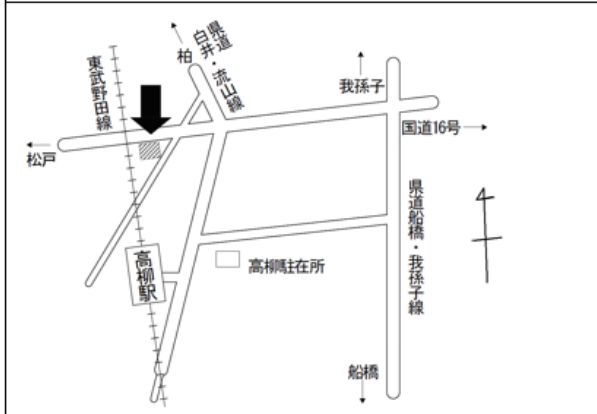 県道
白井・流山線
柏
東武野田線
我孫子
国道16号
松戸
県道船橋・我孫子線
高柳駅
高柳駐在所
船橋